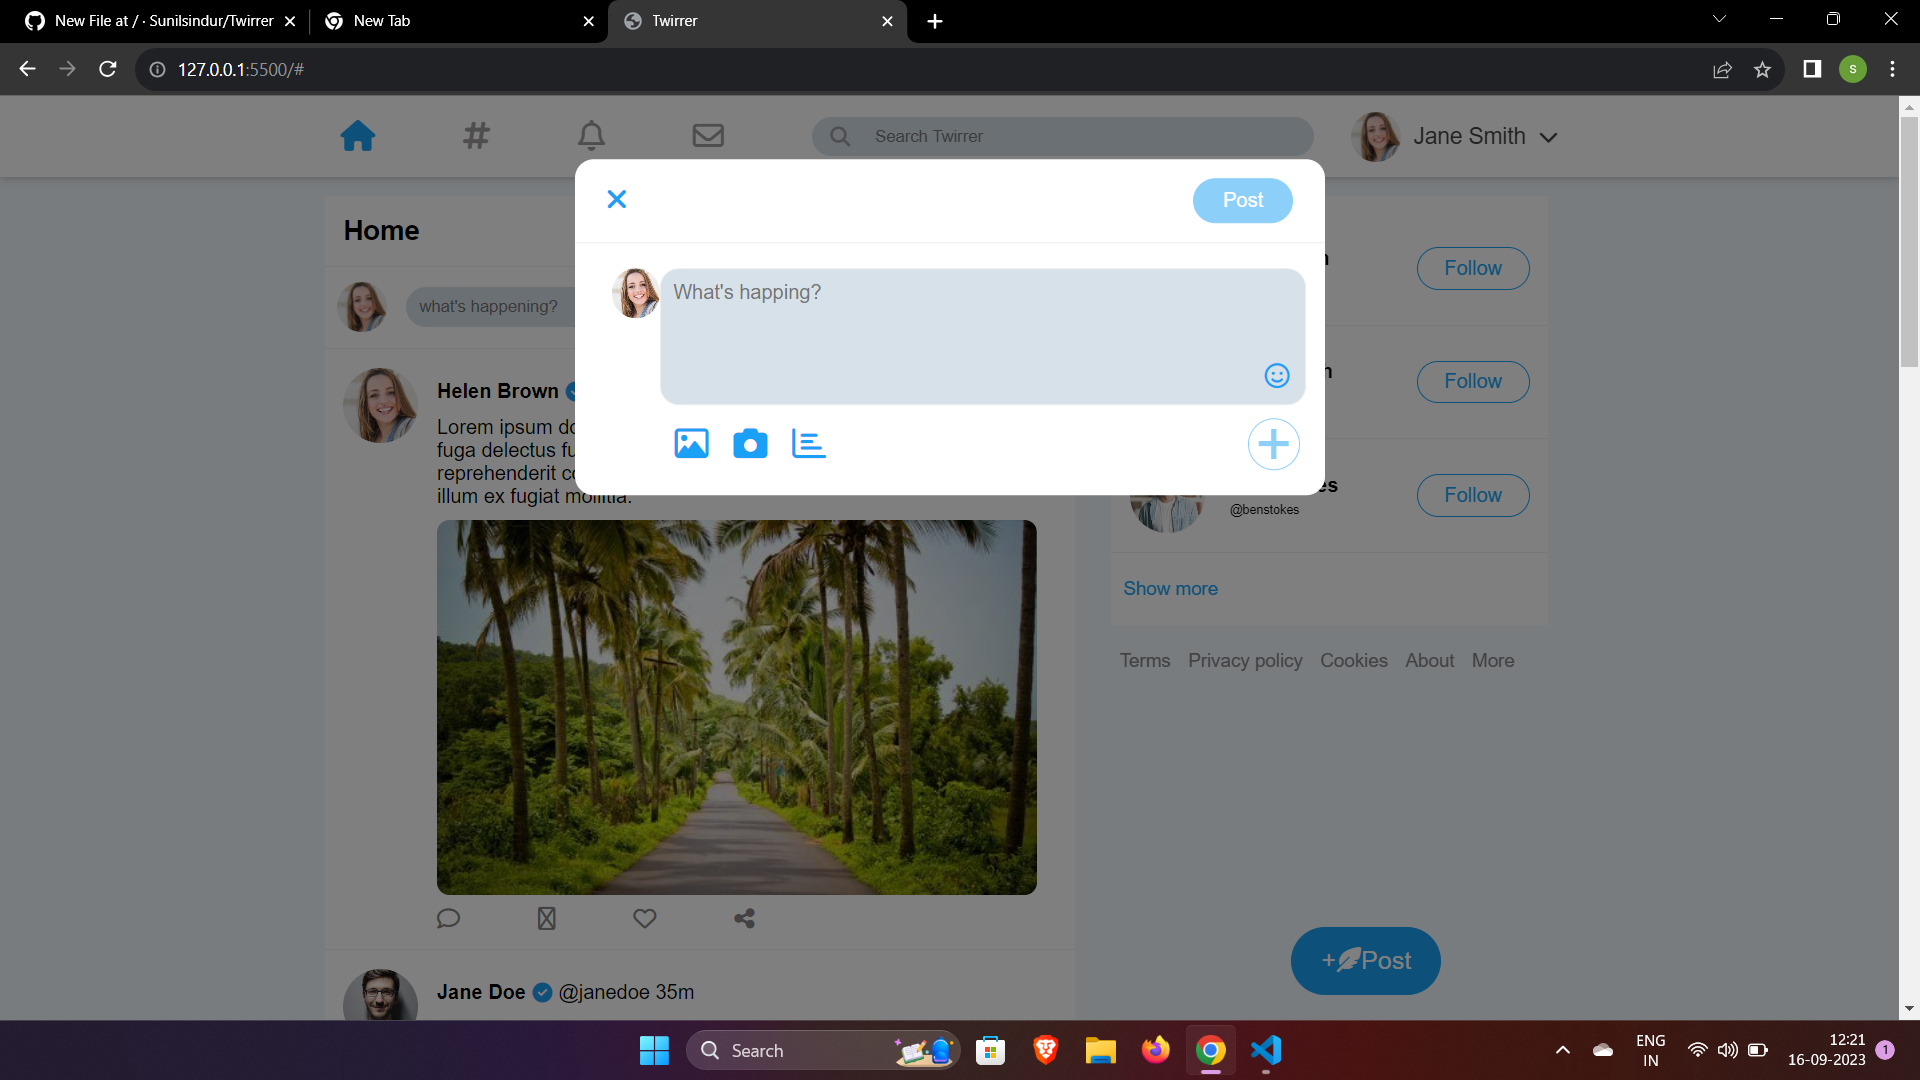 New File at / · Sunilsindur/Twirrer
New Tab
Twirrer
127.0.0.1:5500/#
s
#
Search Twirrer
Jane Smith
Post
Home
Follow
what's happening?
What's happing?
Follow
Helen Brown
Lorem ipsum
fuga delectus
reprehenderit
illum ex fugiat mollitia.
Follow
@benstokes
Show more
Terms Privacy policy Cookies About More
+Post
Jane Doe @janedoe 35m
Search
ENG
IN
12:21
16-09-2023
1